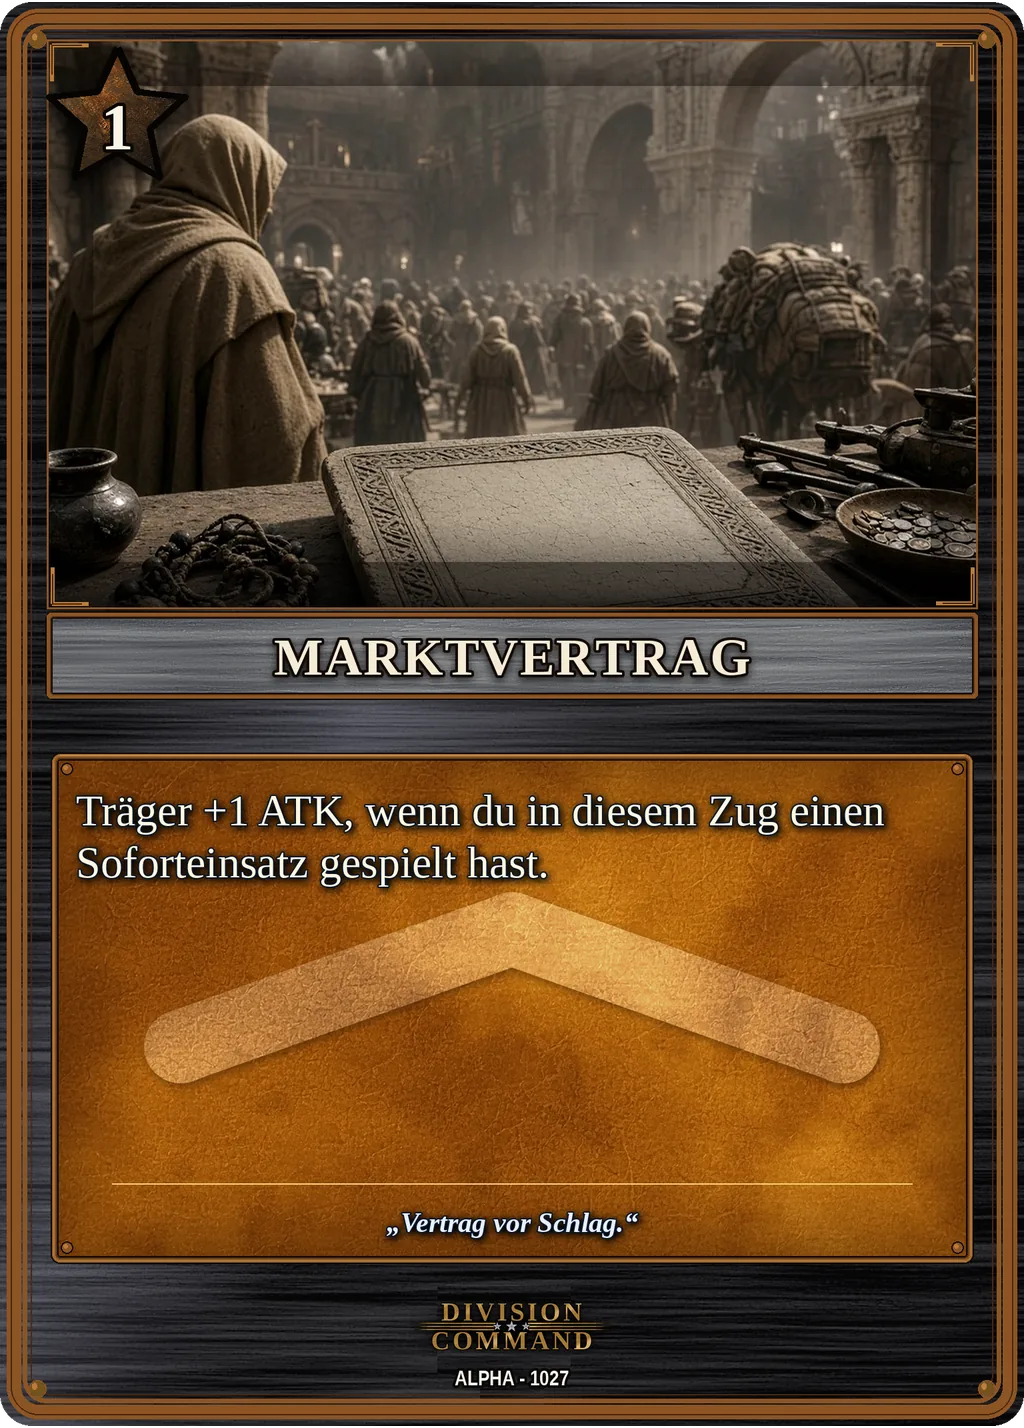 1
MARKTVERTRAG
Träger +1 ATK, wenn du in diesem Zug einen
Soforteinsatz gespielt hast.
„Vertrag vor Schlag.“
DIVISION
COMMAND
ALPHA - 1027